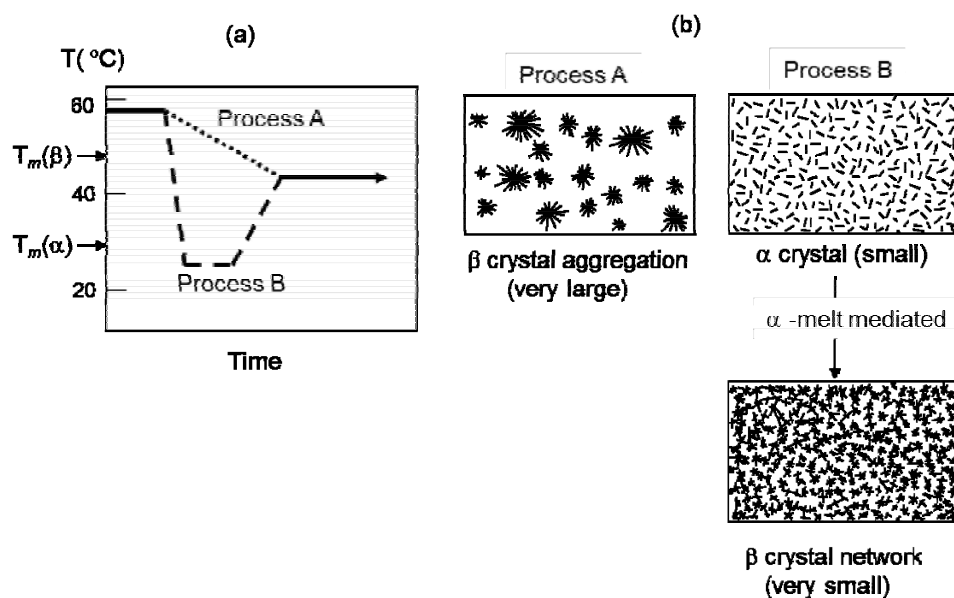 (a)
T( °C)
60
Process A
Tm(β)
40
Tm(α)
Process B
20
Time
(b)
Process A
Process B
β crystal aggregation
(very large)
α crystal (small)
α -melt mediated
β crystal network
(very small)